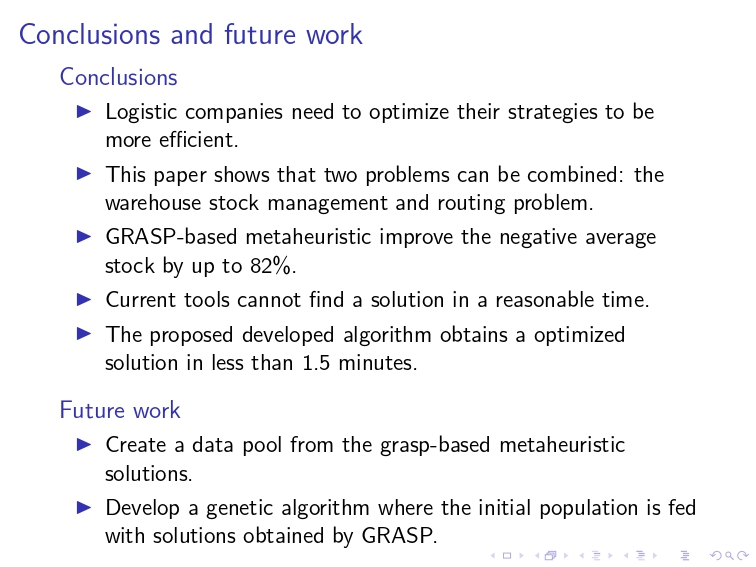 Conclusions and future work
Conclusions
Logistic companies need to optimize their strategies to be
more efficient.
This paper shows that two problems can be combined: the
warehouse stock management and routing problem.
GRASP-based metaheuristic improve the negative average
stock by up to 82%.
Current tools cannot find a solution in a reasonable time.
The proposed developed algorithm obtains a optimized
solution in less than 1.5 minutes.
Future work
Create a data pool from the grasp-based metaheuristic
solutions.
Develop a genetic algorithm where the initial population is fed
with solutions obtained by GRASP.